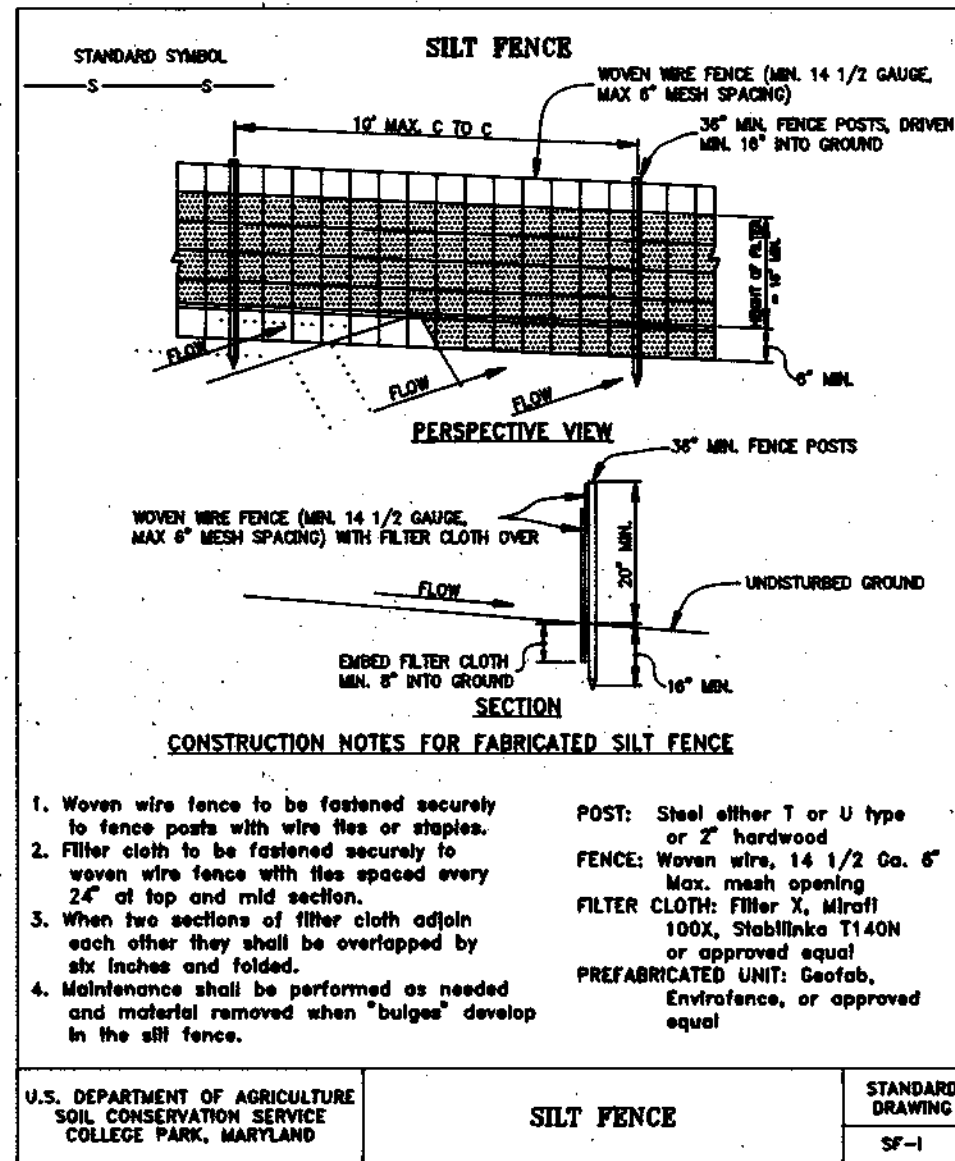 SILT FENCE
STANDARD SYMBOL
S S
WOVEN WIRE FENCE (MIN. 14 1/2 GAUGE,
MAX 6" MESH SPACING)
10' MAX. C TO C
36" MIN. FENCE POSTS, DRIVEN
MIN. 16" INTO GROUND
HEIGHT OF FILTER
= 16" MIN.
FLOW
FLOW
FLOW
6" MIN.
PERSPECTIVE VIEW
36" MIN. FENCE POSTS
WOVEN WIRE FENCE (MIN. 14 1/2 GAUGE,
MAX 6" MESH SPACING) WITH FILTER CLOTH OVER
20" MIN.
FLOW
UNDISTURBED GROUND
EMBED FILTER CLOTH
MIN. 8" INTO GROUND
16" MIN.
SECTION
CONSTRUCTION NOTES FOR FABRICATED SILT FENCE
1. Woven wire fence to be fastened securely
to fence posts with wire ties or staples.
2. Filter cloth to be fastened securely to
woven wire fence with ties spaced every
24" at top and mid section.
3. When two sections of filter cloth adjoin
each other they shall be overlapped by
six inches and folded.
4. Maintenance shall be performed as needed
and material removed when "bulges" develop
in the silt fence.
POST: Steel either T or U type
or 2" hardwood
FENCE: Woven wire, 14 1/2 Ga. 6"
Max. mesh opening
FILTER CLOTH: Filter X, Mirafi
100X, Stabilinka T140N
or approved equal
PREFABRICATED UNIT: Geofab,
Envirofence, or approved
equal
U.S. DEPARTMENT OF AGRICULTURE
SOIL CONSERVATION SERVICE
COLLEGE PARK, MARYLAND
SILT FENCE
STANDARD
DRAWING
SF-1